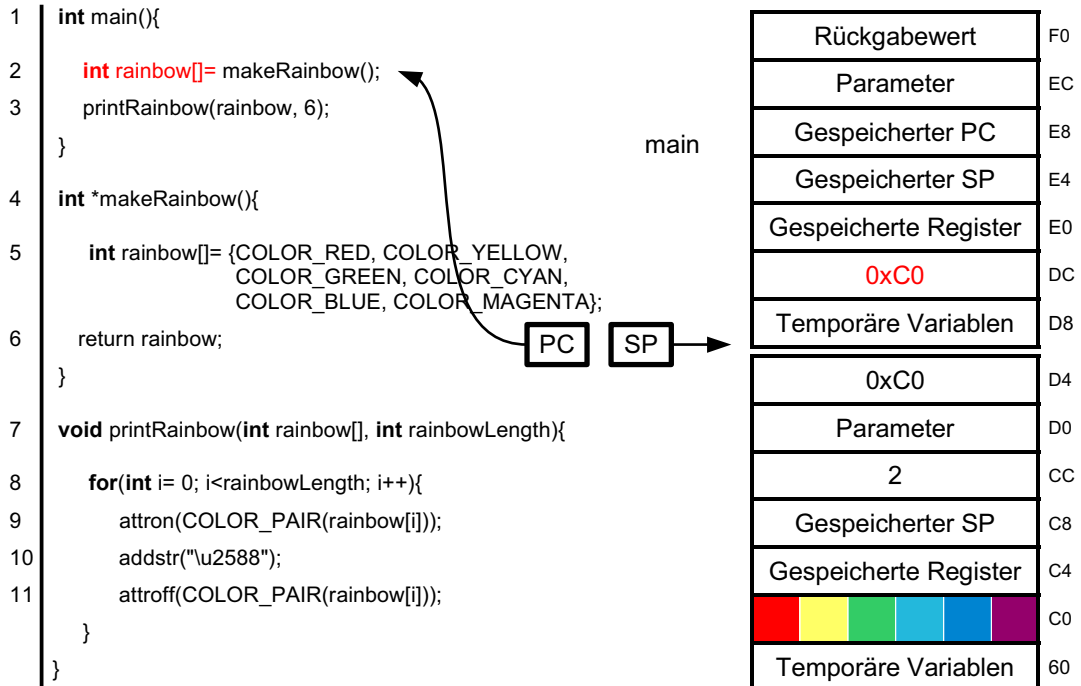 1 int main(){
2 int rainbow[]= makeRainbow();
3 printRainbow(rainbow, 6);
}
4 int *makeRainbow(){
5 int rainbow[]= {COLOR_RED, COLOR_YELLOW,
COLOR_GREEN, COLOR_CYAN,
COLOR_BLUE, COLOR_MAGENTA};
6 return rainbow;
}
7 void printRainbow(int rainbow[], int rainbowLength){
8 for(int i= 0; i<rainbowLength; i++){
9 attron(COLOR_PAIR(rainbow[i]));
10 addstr("\u2588");
11 attroff(COLOR_PAIR(rainbow[i]));
}
}
PC SP
main
Rückgabewert F0
Parameter EC
Gespeicherter PC E8
Gespeicherter SP E4
Gespeicherte Register E0
0xC0 DC
Temporäre Variablen D8
0xC0 D4
Parameter D0
2 CC
Gespeicherter SP C8
Gespeicherte Register C4
C0
Temporäre Variablen 60